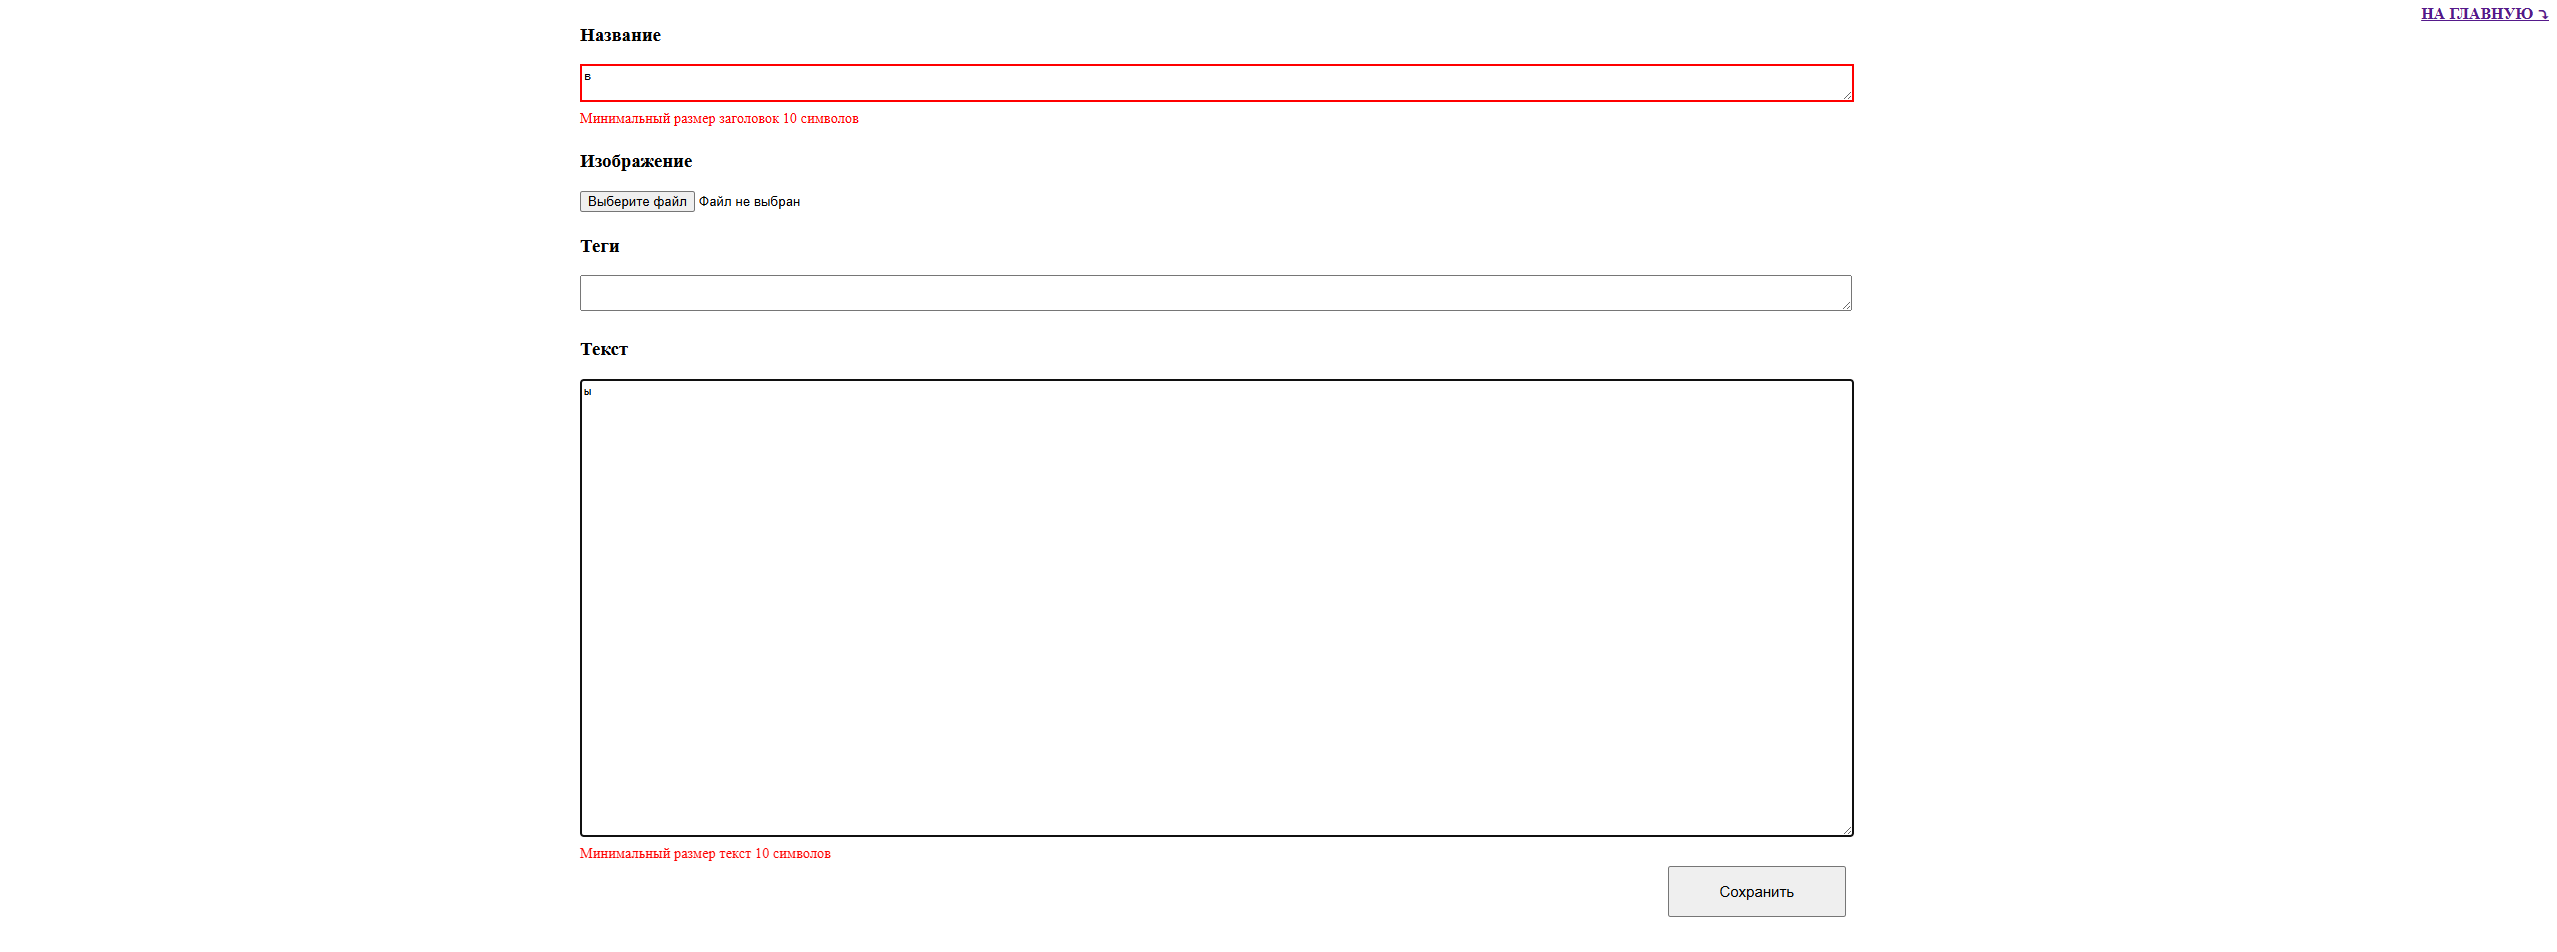 НА ГЛАВНУЮ ⤵
Название
в
Минимальный размер заголовок 10 символов
Изображение
Выберите файл Файл не выбран
Теги
Текст
ы
Минимальный размер текст 10 символов
Сохранить